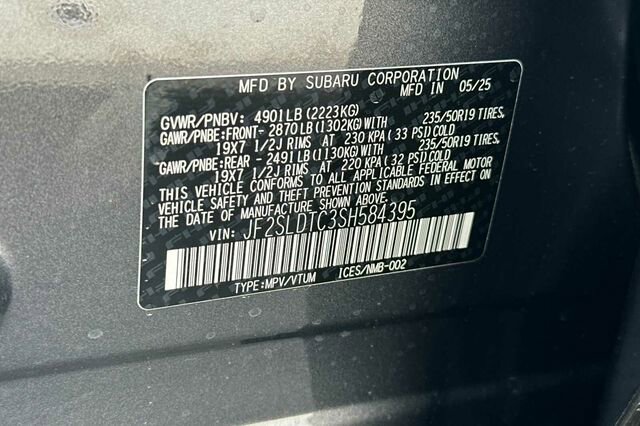 MFD BY SUBARU CORPORATION
MFD IN 05/25
GVWR/PNBV: 4901LB (2223KG)
GAWR/PNBE:FRONT- 2870LB(1302KG)WITH 235/50R19 TIRES,
19X7 1/2J RIMS AT 230 KPA ( 33 PSI) COLD
GAWR/PNBE:REAR - 2491LB(1130KG)WITH 235/50R19 TIRES,
19X7 1/2J RIMS AT 220 KPA ( 32 PSI) COLD
THIS VEHICLE CONFORMS TO ALL APPLICABLE FEDERAL MOTOR
VEHICLE SAFETY AND THEFT PREVENTION STANDARDS IN EFFECT
ON THE DATE OF MANUFACTURE SHOWN ABOVE.
VIN: JF2SLDTC3SH584395
TYPE:MPV/VTUM ICES/NMB-002